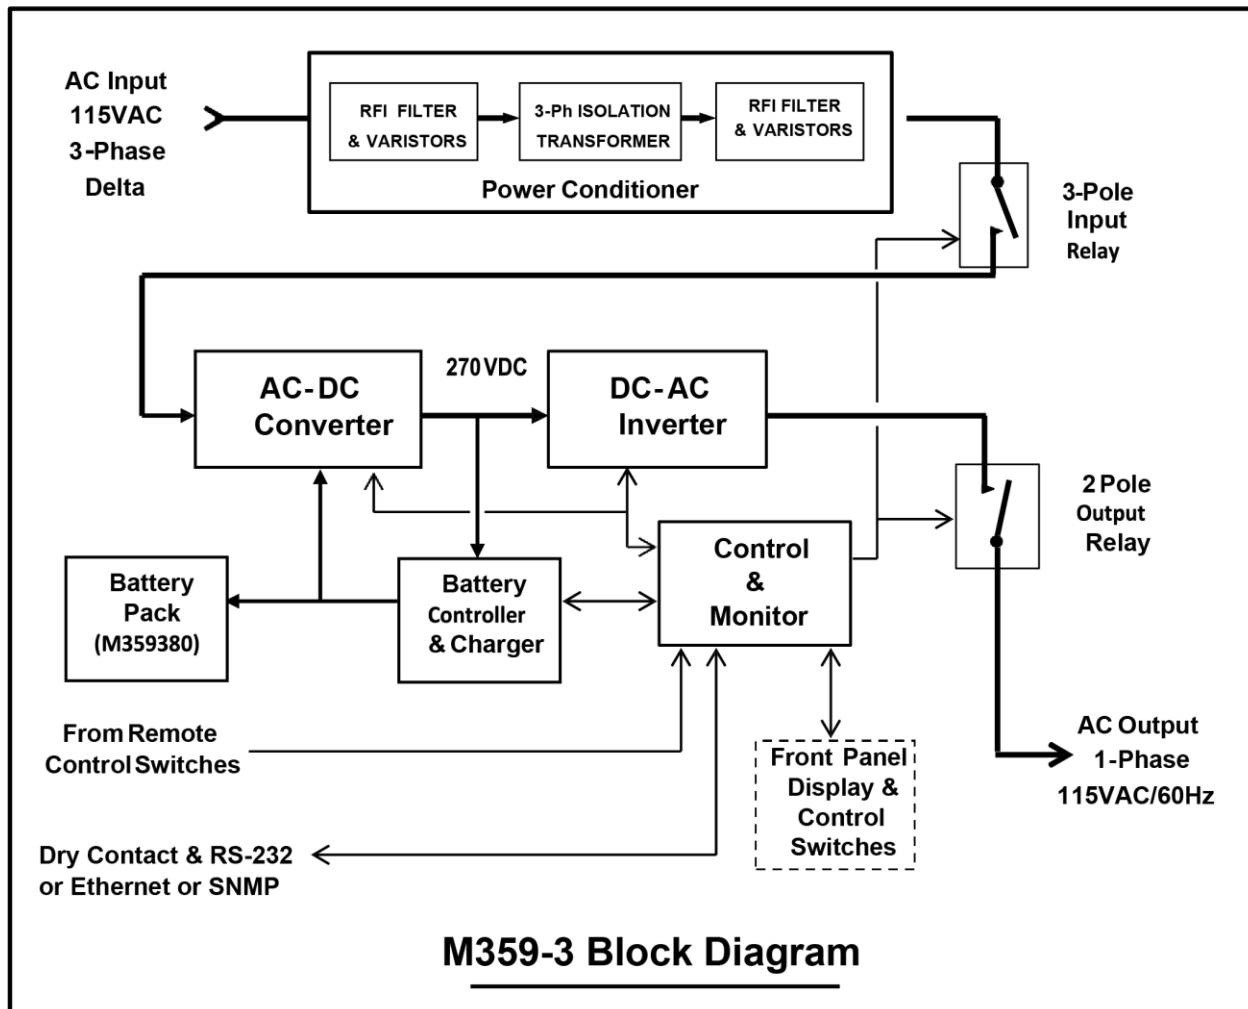 AC Input
115VAC
3-Phase
Delta
RFI FILTER
& VARISTORS
3-Ph ISOLATION
TRANSFORMER
RFI FILTER
& VARISTORS
Power Conditioner
3-Pole
Input
Relay
AC-DC
Converter
270 VDC
DC-AC
Inverter
2 Pole
Output
Relay
Battery
Pack
(M359380)
Battery
Controller
& Charger
Control
&
Monitor
From Remote
Control Switches
Front Panel
Display &
Control
Switches
AC Output
1-Phase
115VAC/60Hz
Dry Contact & RS-232
or Ethernet or SNMP
M359-3 Block Diagram